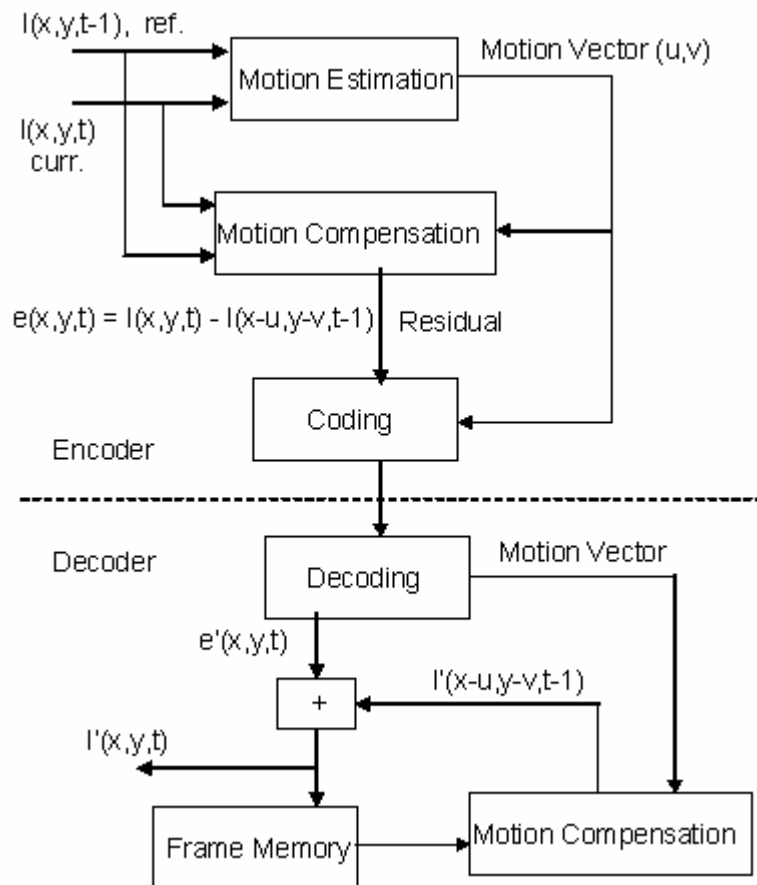 I(x,y,t-1), ref.
Motion Vector (u,v)
Motion Estimation
I(x,y,t)
curr.
Motion Compensation
e(x,y,t) = I(x,y,t) - I(x-u,y-v,t-1)
Residual
Coding
Encoder
Decoder
Motion Vector
Decoding
e'(x,y,t)
I'(x-u,y-v,t-1)
+
I'(x,y,t)
Motion Compensation
Frame Memory